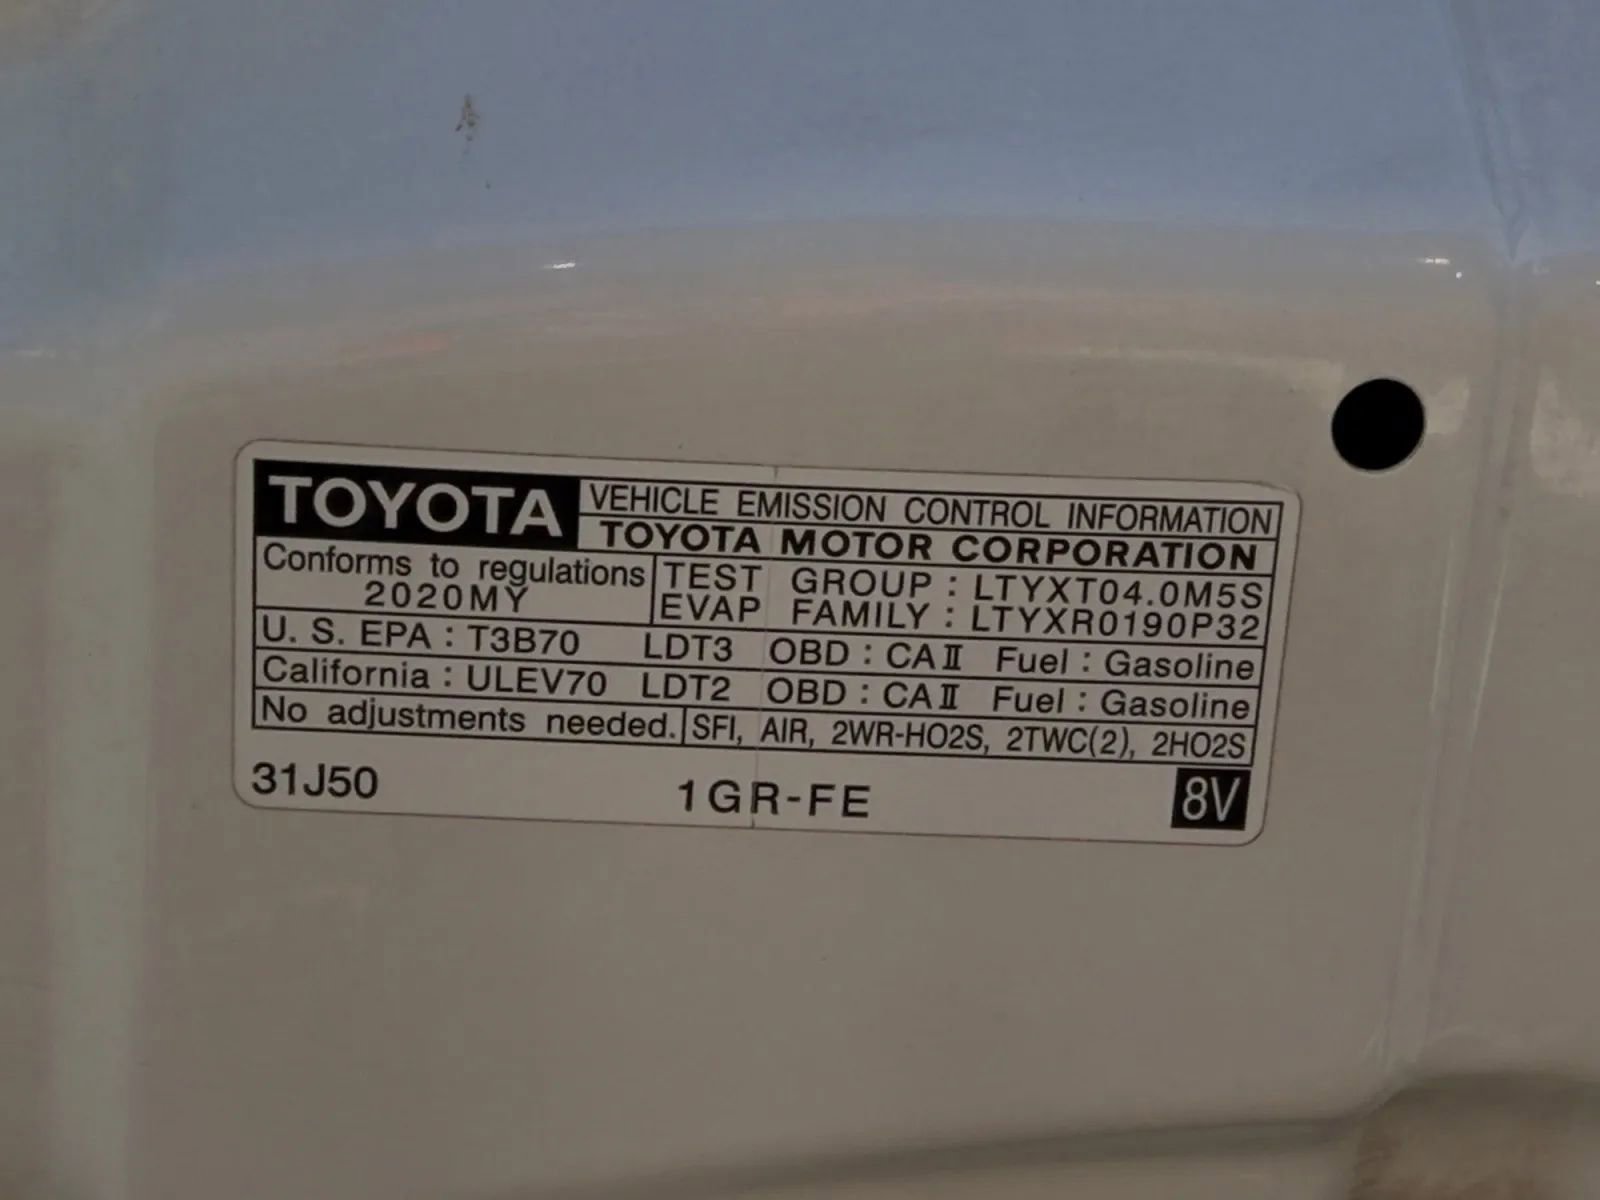 TOYOTA VEHICLE EMISSION CONTROL INFORMATION
TOYOTA MOTOR CORPORATION
Conforms to regulations
2020MY
TEST GROUP : LTYXT04.0M5S
EVAP FAMILY : LTYXR0190P32
U. S. EPA : T3B70 LDT3 OBD : CAⅡ Fuel : Gasoline
California : ULEV70 LDT2 OBD : CAⅡ Fuel : Gasoline
No adjustments needed. SFI, AIR, 2WR-HO2S, 2TWC(2), 2HO2S
31J50 1GR-FE 8V